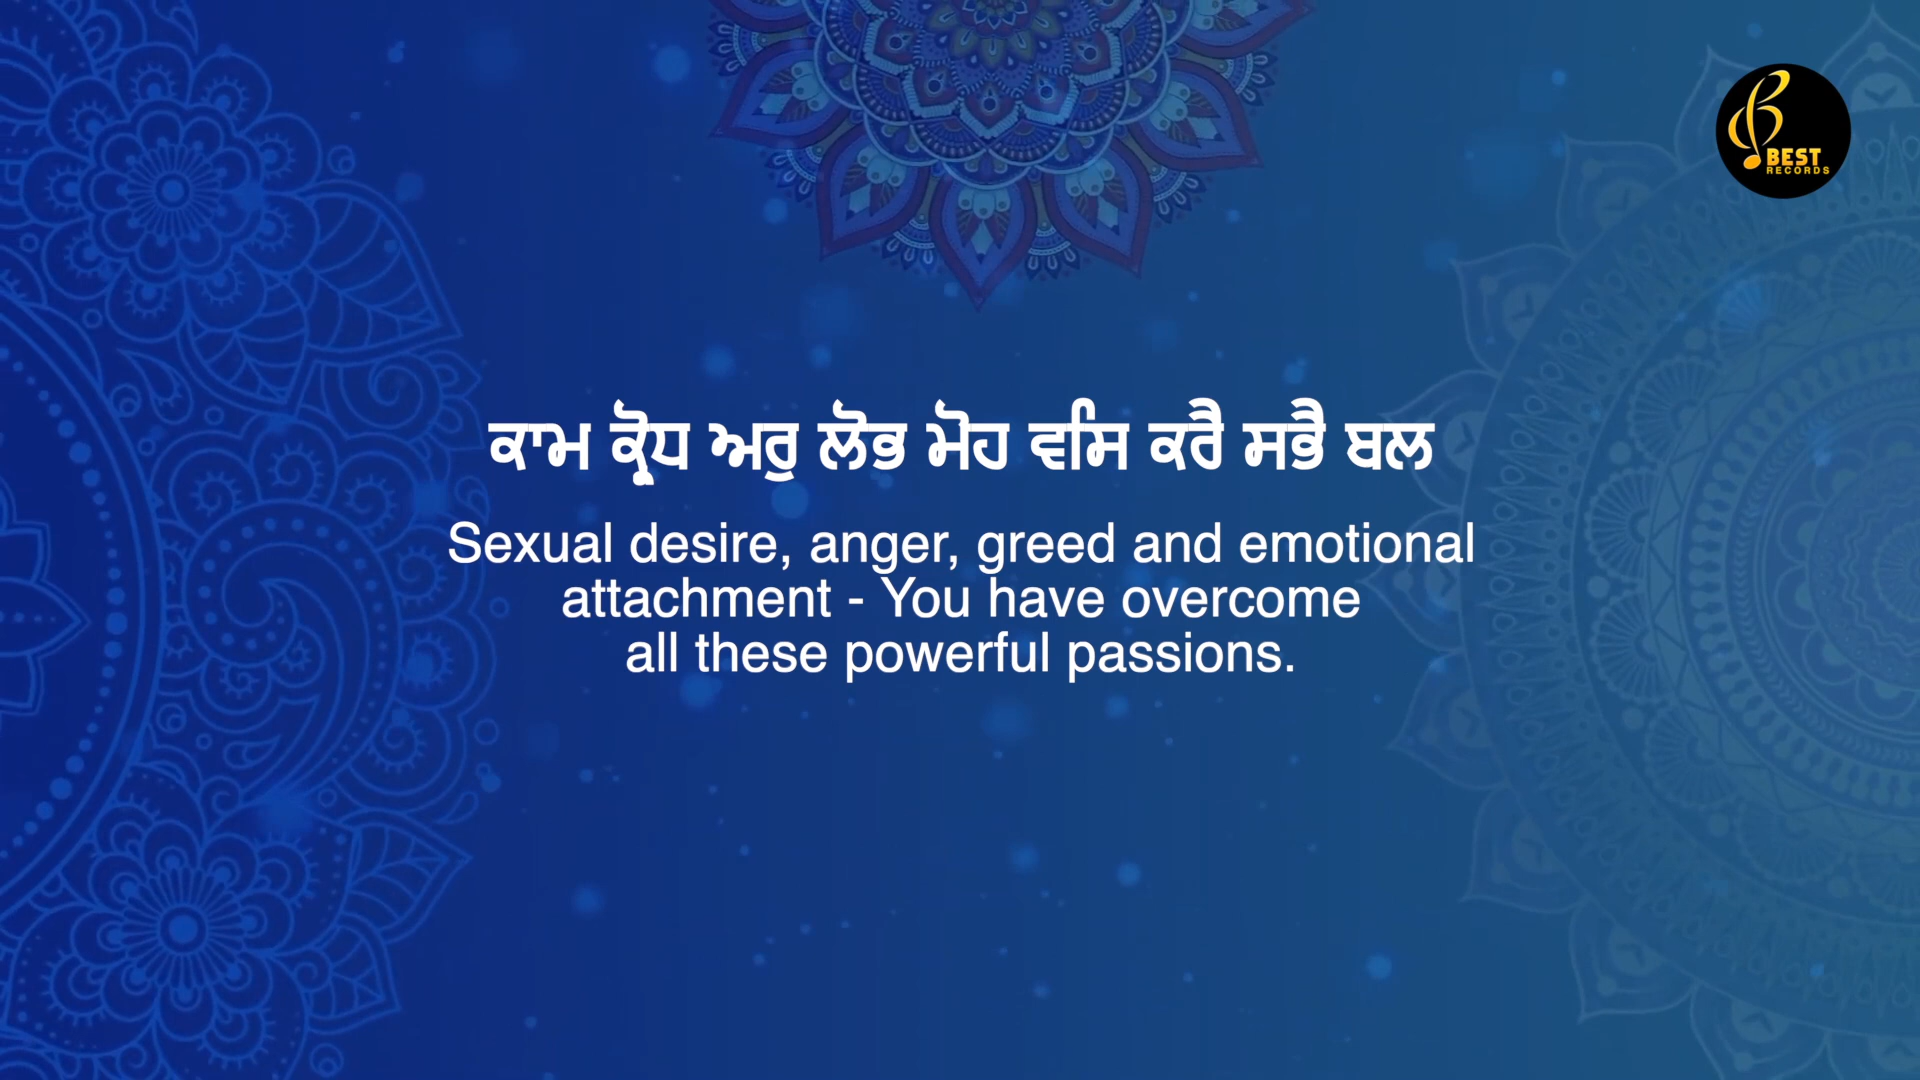 BEST
RECORDS
ਕਾਮ ਕ੍ਰੋਧ ਅਰੁ ਲੋਭ ਮੋਹ ਵਸਿ ਕਰੈ ਸਭੈ ਬਲ
Sexual desire, anger, greed and emotional
attachment - You have overcome
all these powerful passions.